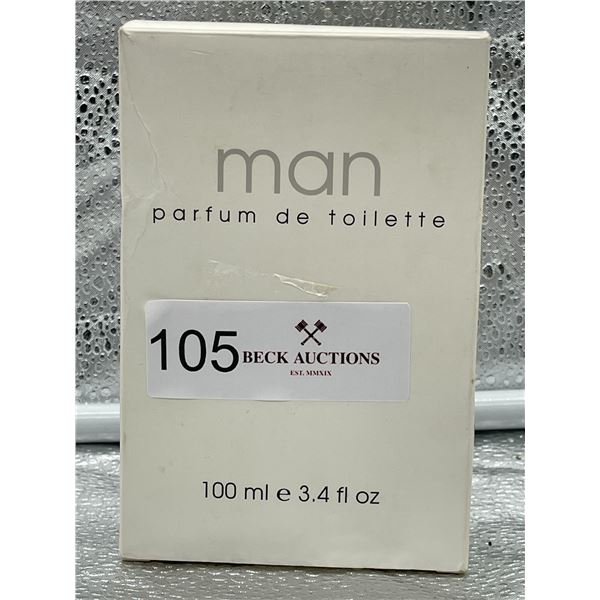 man
parfum de toilette
105
BECK AUCTIONS
EST. MMXIX
100 ml e 3.4 fl oz